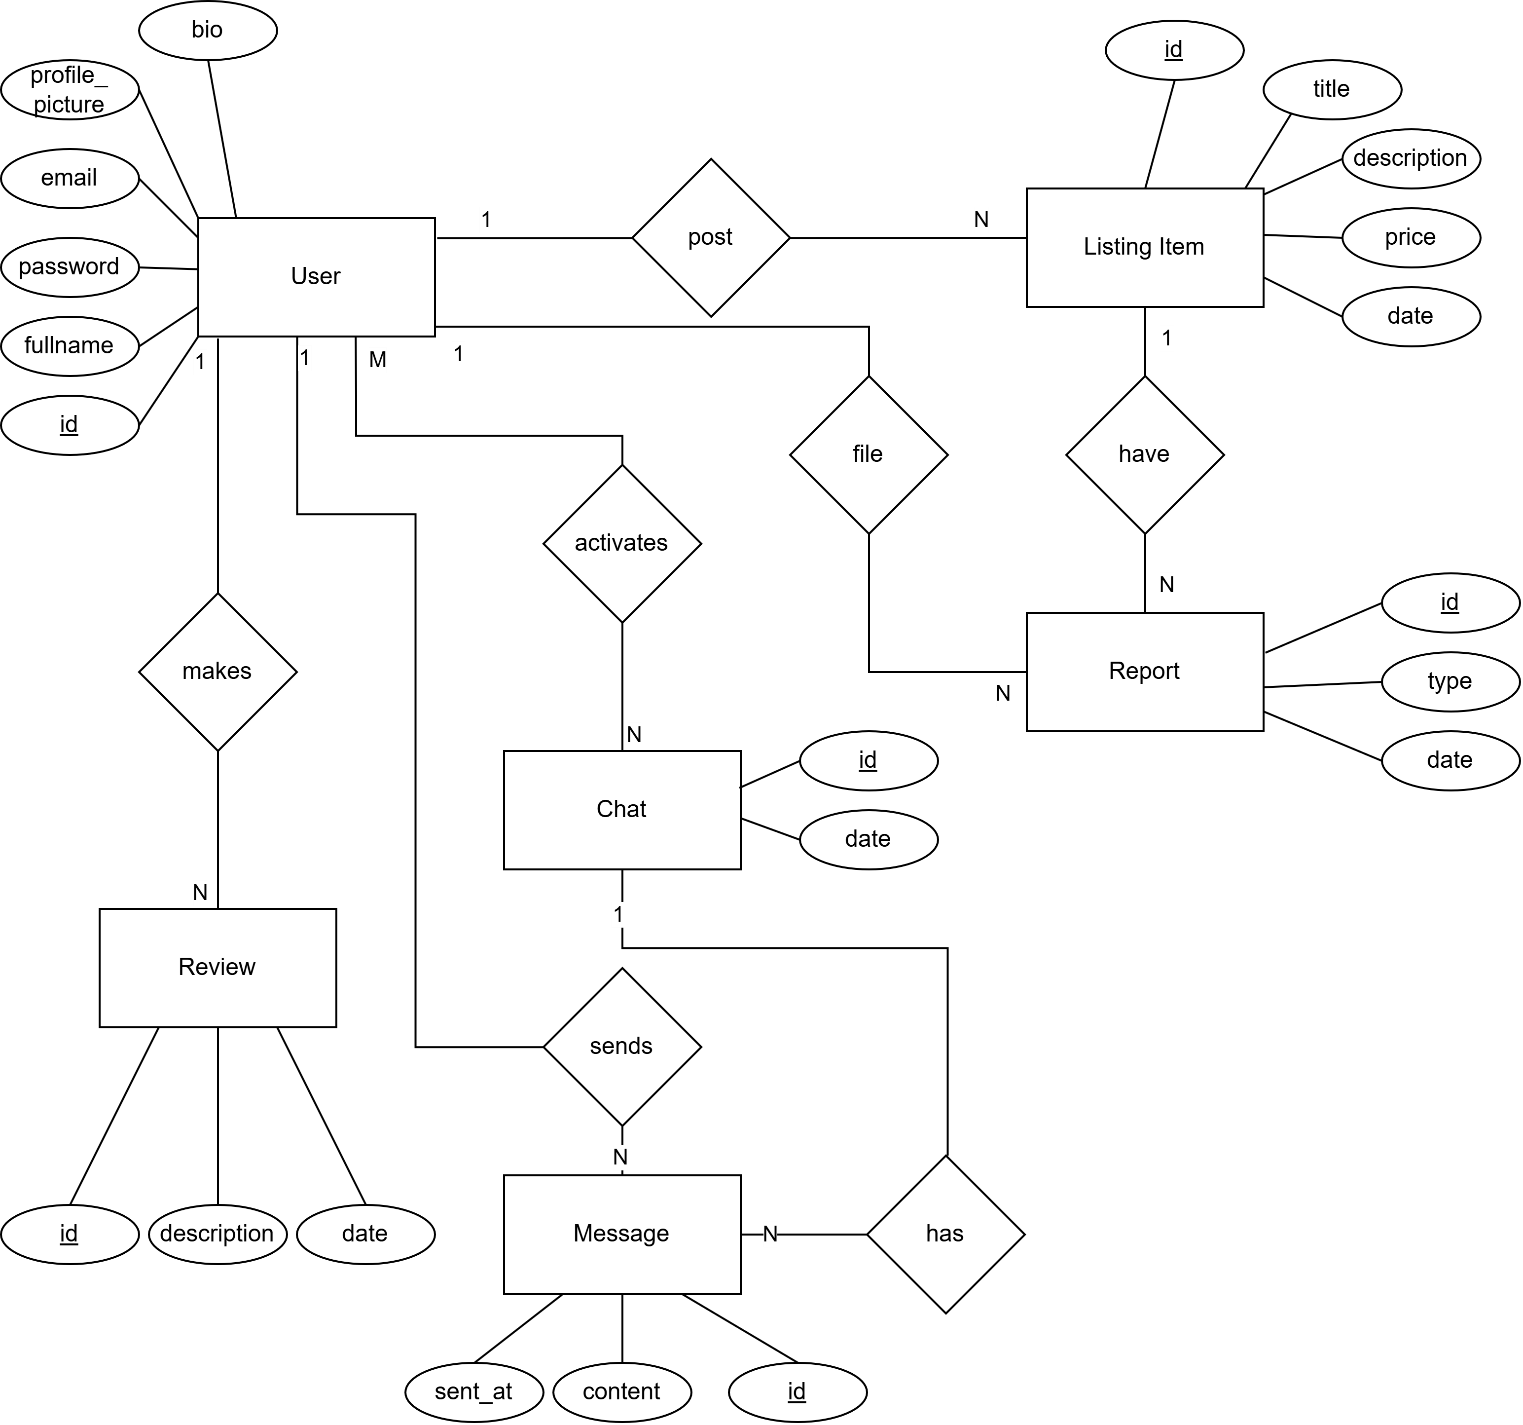 bio
id
profile_
picture
title
description
email
1
N
post
price
Listing Item
password
User
date
fullname
1
1
M
1
1
id
file
have
activates
N
id
makes
Report
type
N
N
id
date
Chat
date
N
1
Review
sends
N
id
description
date
Message
N
has
sent_at
content
id